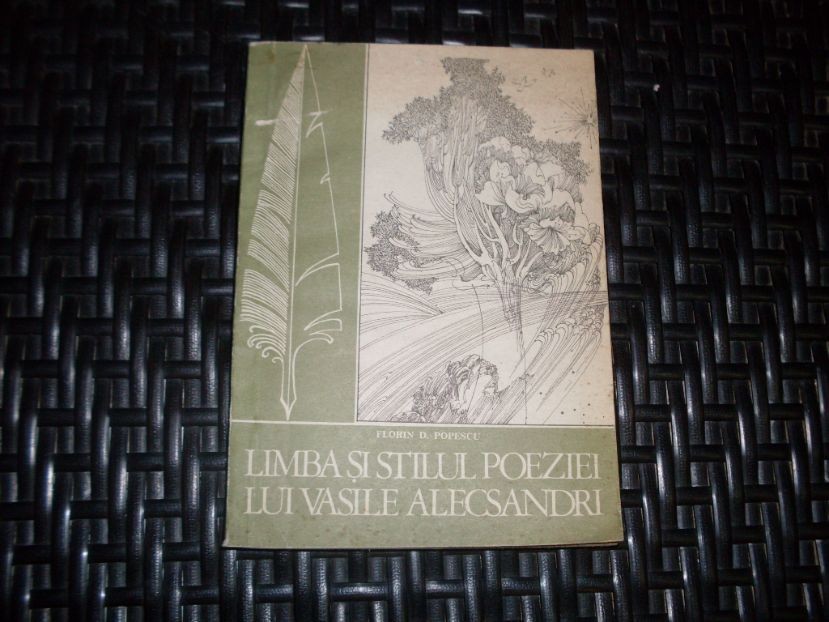 FLORIN D. POPESCU
LIMBA ȘI STILUL POEZIEI
LUI VASILE ALECSANDRI